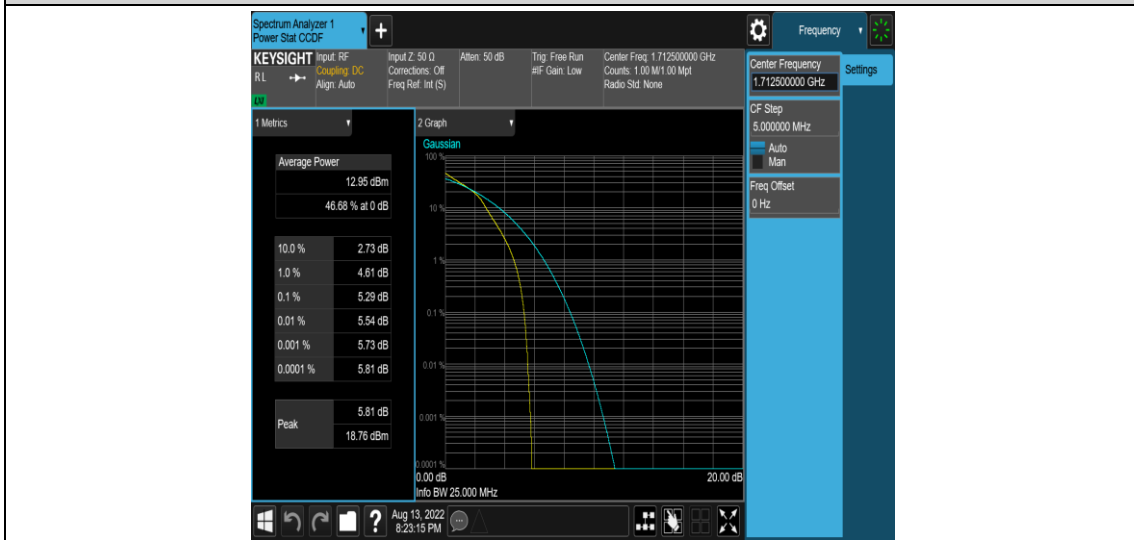 Spectrum Analyzer 1
Power Stat CCDF
Frequency
KEYSIGHT
RL
LXI
Input: RF
Coupling: DC
Align: Auto
Input Z: 50 Ω
Corrections: Off
Freq Ref: Int (S)
Atten: 50 dB
Trig: Free Run
#IF Gain: Low
Center Freq: 1.712500000 GHz
Counts: 1.00 M/1.00 Mpt
Radio Std: None
Center Frequency
1.712500000 GHz
Settings
CF Step
5.000000 MHz
Auto
Man
Freq Offset
0 Hz
1 Metrics
Average Power
12.95 dBm
46.68 % at 0 dB
10.0 % 2.73 dB
1.0 % 4.61 dB
0.1 % 5.29 dB
0.01 % 5.54 dB
0.001 % 5.73 dB
0.0001 % 5.81 dB
Peak
5.81 dB
18.76 dBm
2 Graph
Gaussian
100 %
10 %
1 %
0.1 %
0.01 %
0.001 %
0.0001 %
0.00 dB 20.00 dB
Info BW 25.000 MHz
?
Aug 13, 2022
8:23:15 PM